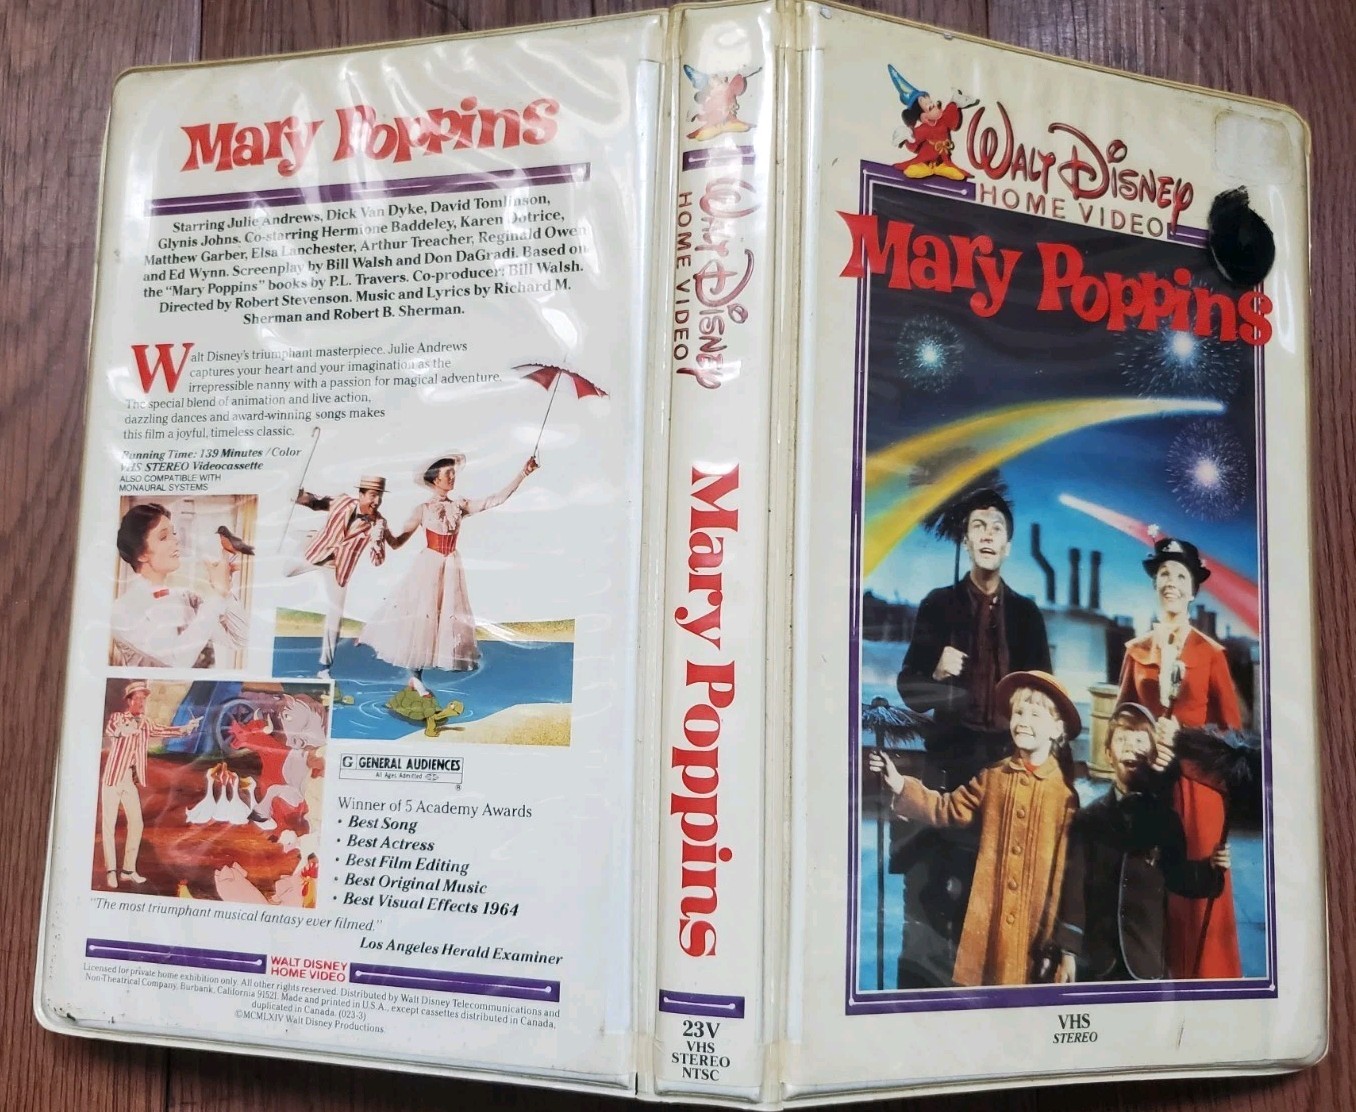 Mary Poppins
Starring Julie Andrews, Dick Van Dyke, David Tomlinson,
Glynis Johns. Co-starring Hermione Baddeley, Karen Dotrice,
Matthew Garber, Elsa Lanchester, Arthur Treacher, Reginald Owen
and Ed Wynn. Screenplay by Bill Walsh and Don DaGradi. Based on
the "Mary Poppins" books by P.L. Travers. Co-producer: Bill Walsh.
Directed by Robert Stevenson. Music and Lyrics by Richard M.
Sherman and Robert B. Sherman.
Walt Disney's triumphant masterpiece. Julie Andrews
captures your heart and your imagination as the
irrepressible nanny with a passion for magical adventure.
The special blend of animation and live action,
dazzling dances and award-winning songs makes
this film a joyful, timeless classic.
Running Time: 139 Minutes/Color
VHS STEREO Videocassette
ALSO COMPATIBLE WITH
MONAURAL SYSTEMS
G GENERAL AUDIENCES
All Ages Admitted
®
Winner of 5 Academy Awards
• Best Song
• Best Actress
• Best Film Editing
• Best Original Music
• Best Visual Effects 1964
"The most triumphant musical fantasy ever filmed."
Los Angeles Herald Examiner
WALT DISNEY
HOME VIDEO
Licensed for private home exhibition only. All other rights reserved. Distributed by Walt Disney Telecommunications and
Non-Theatrical Company, Burbank, California 91521. Made and printed in U.S.A., except cassettes distributed in Canada,
duplicated in Canada. (023-3)
©MCMLXIV Walt Disney Productions
WALT DISNEY
HOME VIDEO
Mary Poppins
23V
VHS
STEREO
NTSC
WALT DISNEY
HOME VIDEO
Mary Poppins
VHS
STEREO